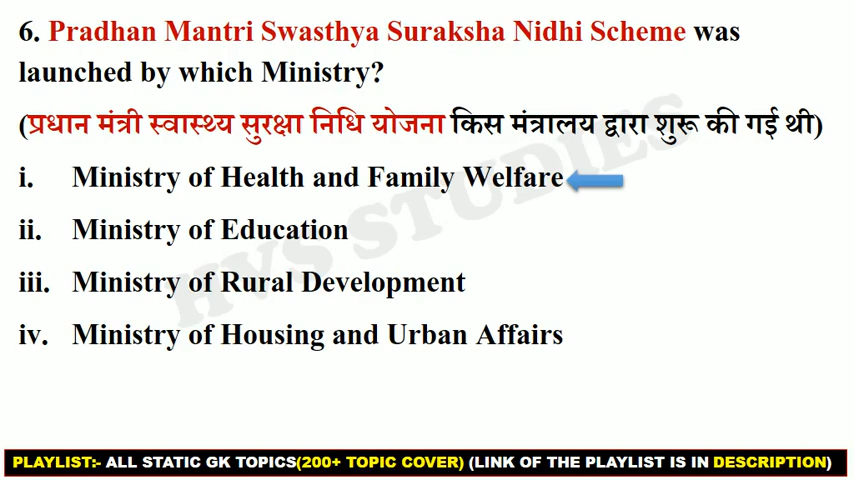 6. Pradhan Mantri Swasthya Suraksha Nidhi Scheme was
launched by which Ministry?
(प्रधान मंत्री स्वास्थ्य सुरक्षा निधि योजना किस मंत्रालय द्वारा शुरू की गई थी)
i. Ministry of Health and Family Welfare
ii. Ministry of Education
iii. Ministry of Rural Development
iv. Ministry of Housing and Urban Affairs
HVS STUDIES
PLAYLIST:- ALL STATIC GK TOPICS(200+ TOPIC COVER) (LINK OF THE PLAYLIST IS IN DESCRIPTION)